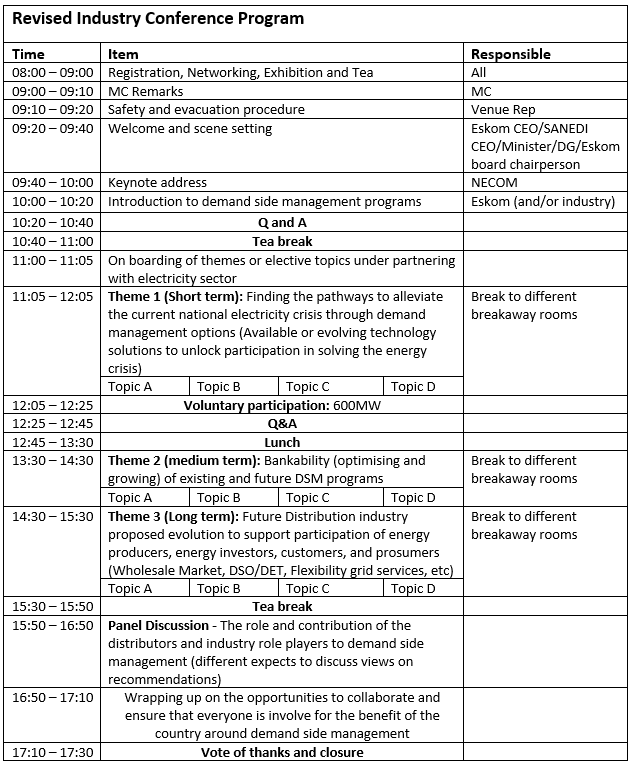 Revised Industry Conference Program
Time Item Responsible
08:00 – 09:00 Registration, Networking, Exhibition and Tea All
09:00 – 09:10 MC Remarks MC
09:10 – 09:20 Safety and evacuation procedure Venue Rep
09:20 – 09:40 Welcome and scene setting Eskom CEO/SANEDI
CEO/Minister/DG/Eskom
board chairperson
09:40 – 10:00 Keynote address NECOM
10:00 – 10:20 Introduction to demand side management programs Eskom (and/or industry)
10:20 – 10:40 Q and A
10:40 – 11:00 Tea break
11:00 – 11:05 On boarding of themes or elective topics under partnering
with electricity sector
11:05 – 12:05 Theme 1 (Short term): Finding the pathways to alleviate Break to different
the current national electricity crisis through demand breakaway rooms
management options (Available or evolving technology
solutions to unlock participation in solving the energy
crisis)
Topic A Topic B Topic C Topic D
12:05 – 12:25 Voluntary participation: 600MW
12:25 – 12:45 Q&A
12:45 – 13:30 Lunch
13:30 – 14:30 Theme 2 (medium term): Bankability (optimising and Break to different
growing) of existing and future DSM programs breakaway rooms
Topic A Topic B Topic C Topic D
14:30 – 15:30 Theme 3 (Long term): Future Distribution industry Break to different
proposed evolution to support participation of energy breakaway rooms
producers, energy investors, customers, and prosumers
(Wholesale Market, DSO/DET, Flexibility grid services, etc)
Topic A Topic B Topic C Topic D
15:30 – 15:50 Tea break
15:50 – 16:50 Panel Discussion - The role and contribution of the
distributors and industry role players to demand side
management (different expects to discuss views on
recommendations)
16:50 – 17:10 Wrapping up on the opportunities to collaborate and
ensure that everyone is involve for the benefit of the
country around demand side management
17:10 – 17:30 Vote of thanks and closure